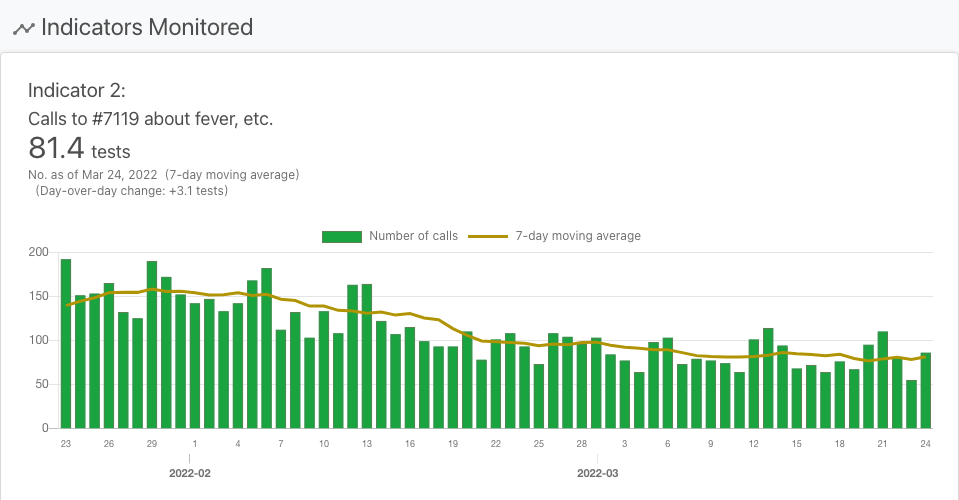 Indicators Monitored
Indicator 2:
Calls to #7119 about fever, etc.
81.4 tests
No. as of Mar 24, 2022 (7-day moving average)
(Day-over-day change: +3.1 tests)
Number of calls 7-day moving average
200
150
100
50
0
23 26 29 1 4 7 10 13 16 19 22 25 28 3 6 9 12 15 18 21 24
2022-02 2022-03